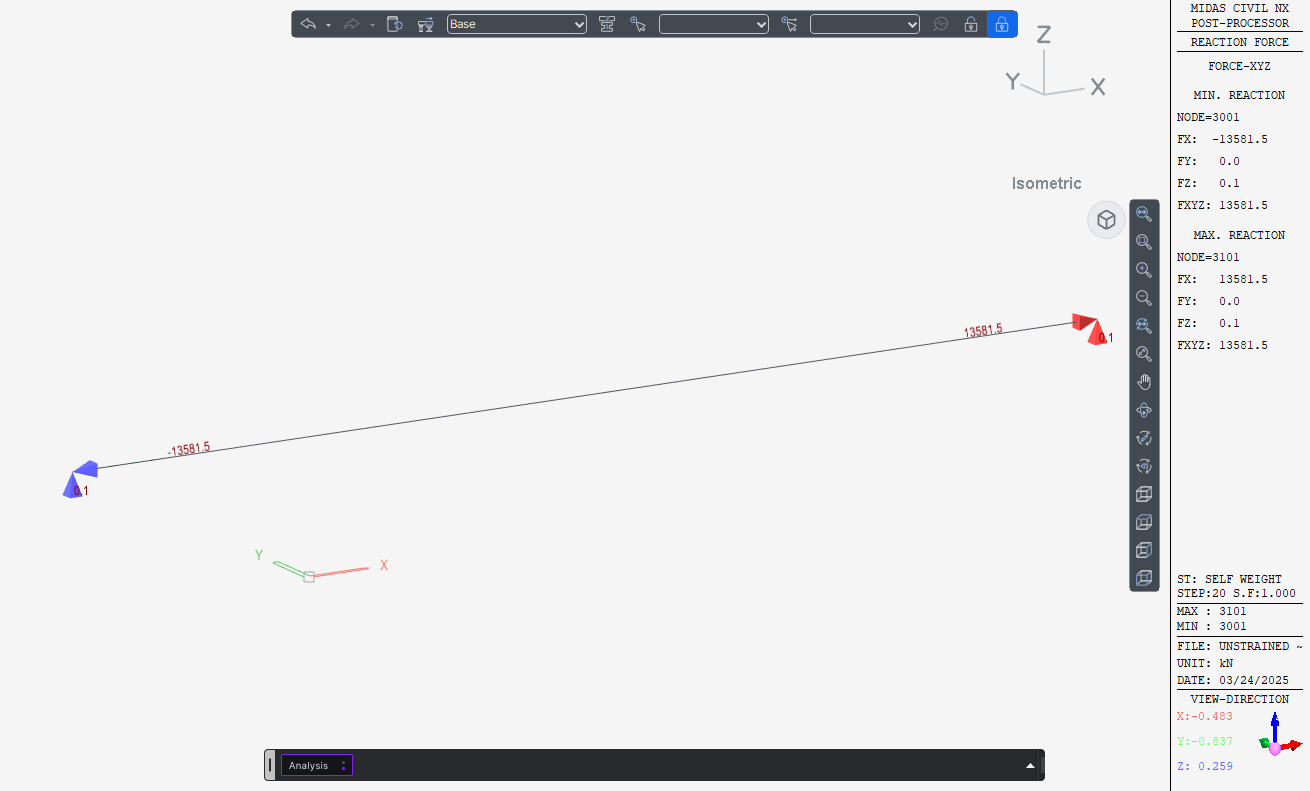 Base
Z
Y
X
Isometric
13581.5
0.1
-13581.5
0.1
Y
X
Analysis
MIDAS CIVIL NX
POST-PROCESSOR
REACTION FORCE
FORCE-XYZ
MIN. REACTION
NODE=3001
FX: -13581.5
FY: 0.0
FZ: 0.1
FXYZ: 13581.5
MAX. REACTION
NODE=3101
FX: 13581.5
FY: 0.0
FZ: 0.1
FXYZ: 13581.5
ST: SELF WEIGHT
STEP:20 S.F:1.000
MAX : 3101
MIN : 3001
FILE: UNSTRAINED ~
UNIT: kN
DATE: 03/24/2025
VIEW-DIRECTION
X:-0.483
Y:-0.837
Z: 0.259